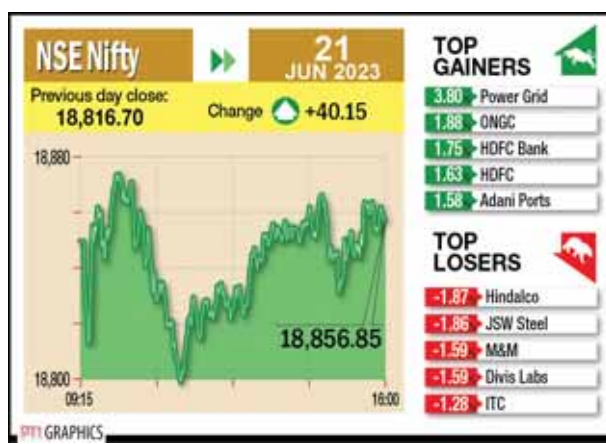 NSE Nifty
21
JUN 2023
Previous day close:
18,816.70
Change +40.15
18,880
18,856.85
18,800
09:15
16:00
TOP
GAINERS
3.80 Power Grid
1.88 ONGC
1.75 HDFC Bank
1.63 HDFC
1.58 Adani Ports
TOP
LOSERS
-1.87 Hindalco
-1.86 JSW Steel
-1.59 M&M
-1.59 Divis Labs
-1.28 ITC
PTI GRAPHICS